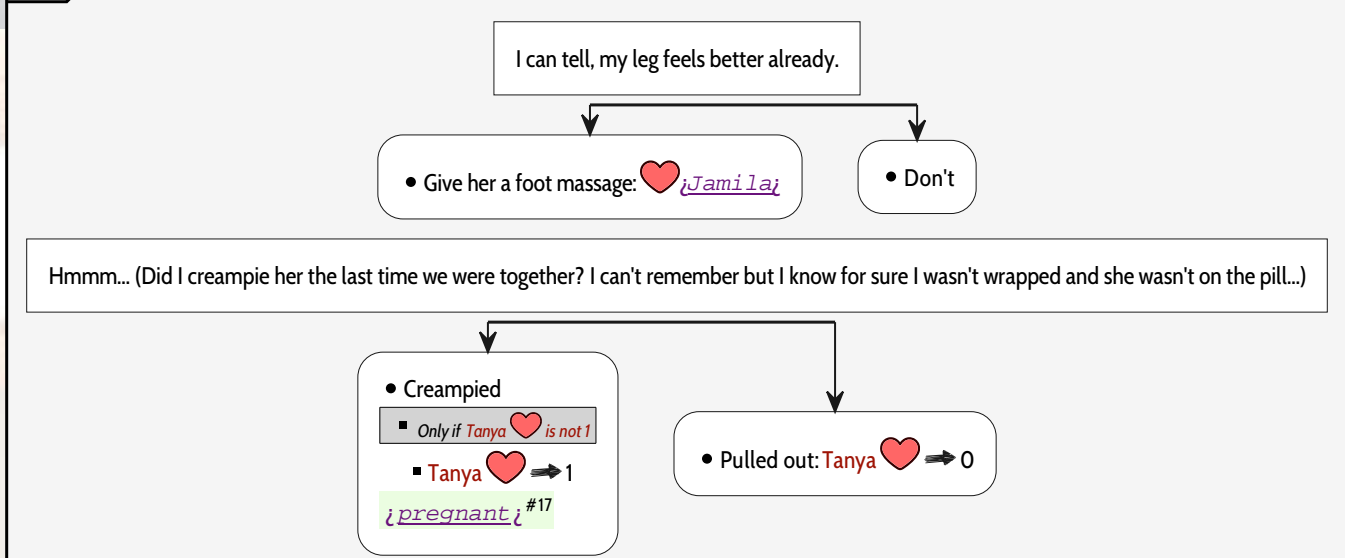 I can tell, my leg feels better already.
• Give her a foot massage: ¿Jamila¿
• Don't
Hmmm... (Did I creampie her the last time we were together? I can't remember but I know for sure I wasn't wrapped and she wasn't on the pill...)
• Creampied
▪ Only if Tanya is not 1
▪ Tanya ⇒ 1
¿pregnant¿ #17
• Pulled out: Tanya ⇒ 0